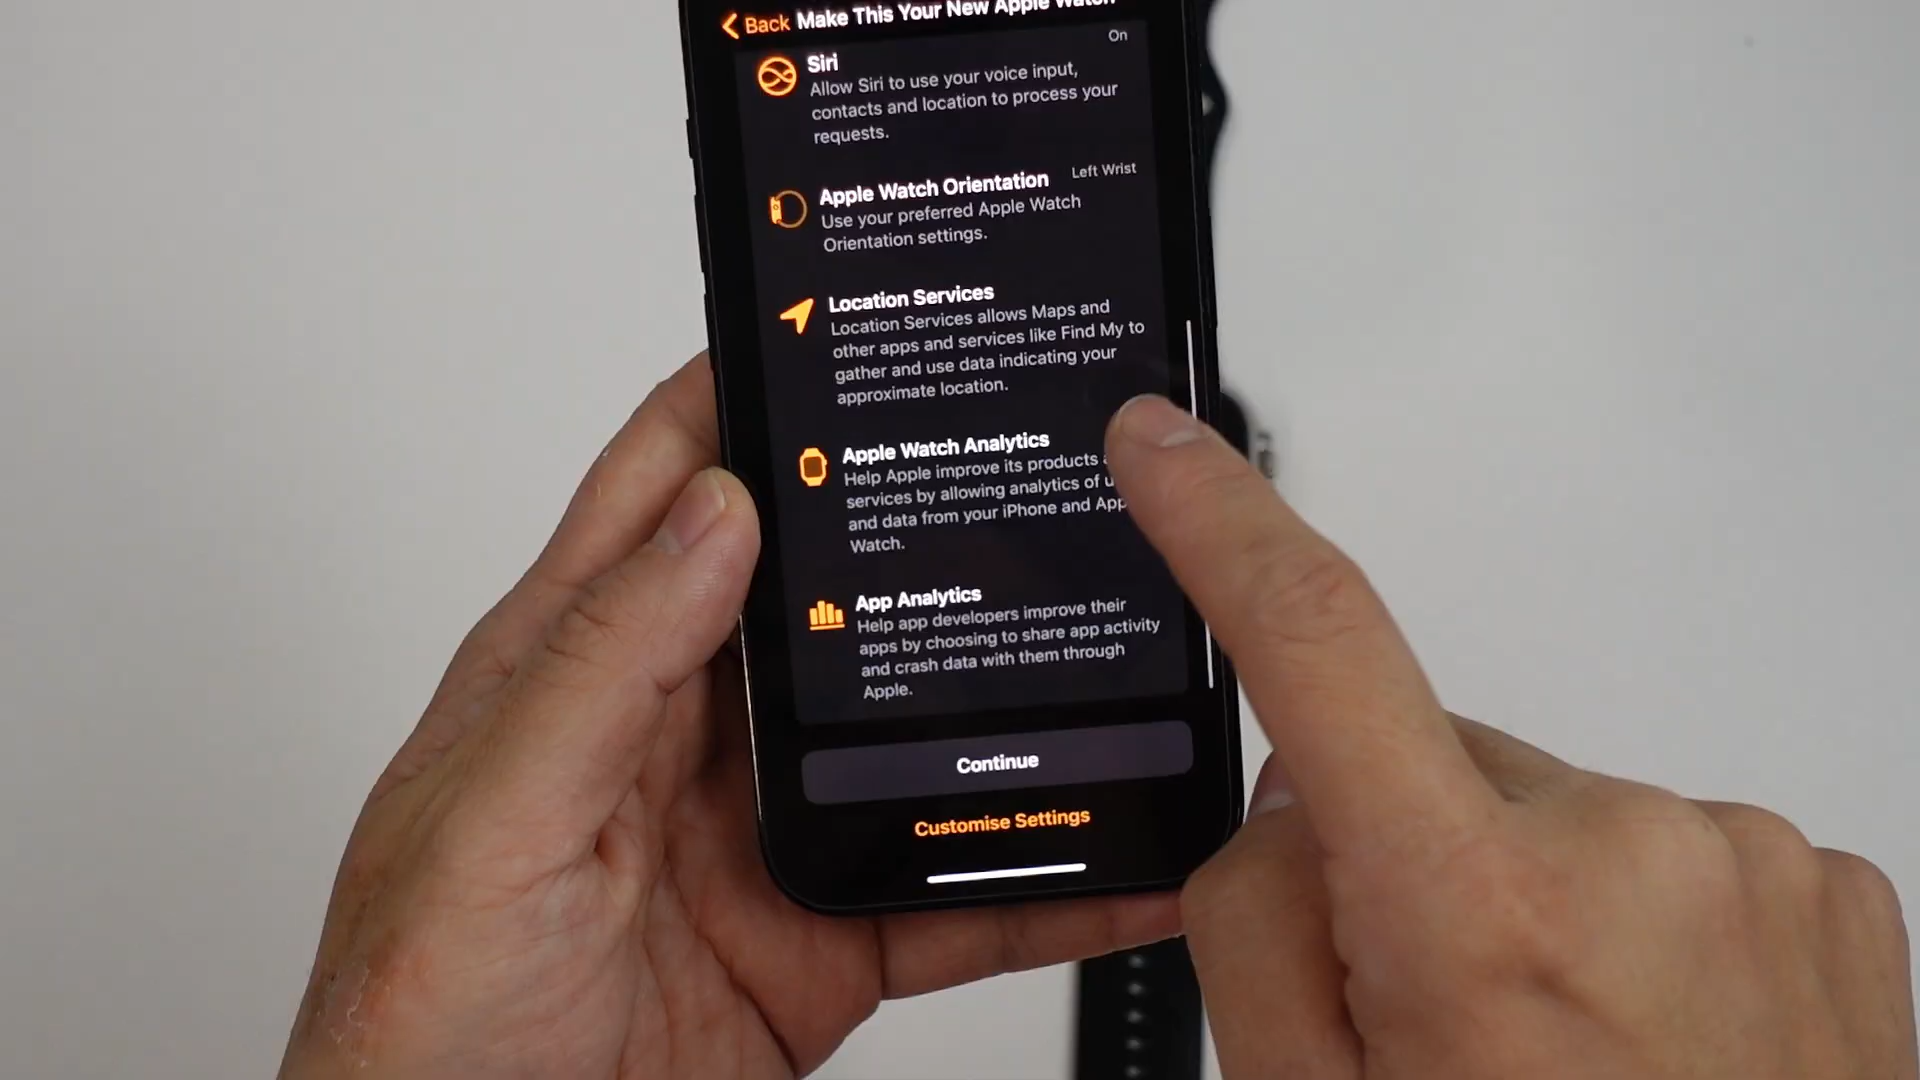 Back Make This Your New Apple Watch
Siri On
Allow Siri to use your voice input,
contacts and location to process your
requests.
Apple Watch Orientation Left Wrist
Use your preferred Apple Watch
Orientation settings.
Location Services
Location Services allows Maps and
other apps and services like Find My to
gather and use data indicating your
approximate location.
Apple Watch Analytics
Help Apple improve its products
services by allowing analytics of
and data from your iPhone and App
Watch.
App Analytics
Help app developers improve their
apps by choosing to share app activity
and crash data with them through
Apple.
Continue
Customise Settings